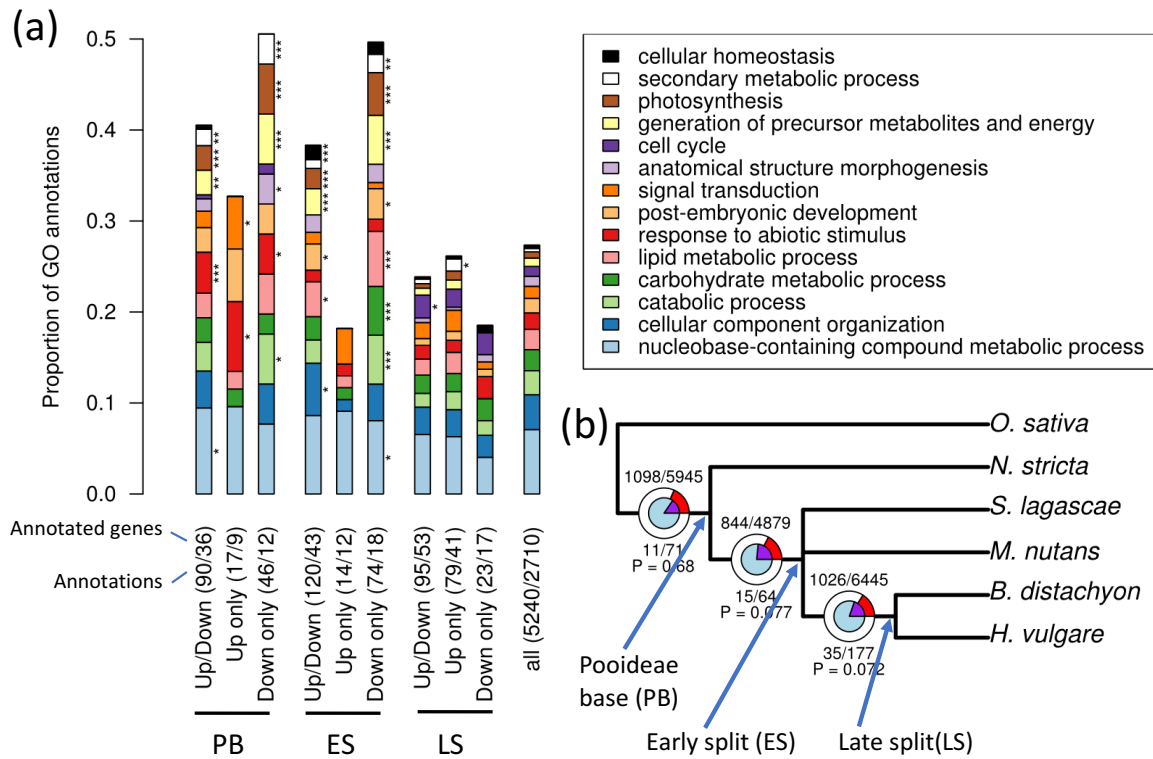 (a)
Proportion of GO annotations
0.5
0.4
0.3
0.2
0.1
0.0
** *** ** *** *
* *
*** *** *** * * *
*** *** *** * * *
** *** *** * *** *** *** *
*
*
Annotated genes
Annotations
Up/Down (90/36)
Up only (17/9)
Down only (46/12)
Up/Down (120/43)
Up only (14/12)
Down only (74/18)
Up/Down (95/53)
Up only (79/41)
Down only (23/17)
all (5240/2710)
PB
ES
LS
cellular homeostasis
secondary metabolic process
photosynthesis
generation of precursor metabolites and energy
cell cycle
anatomical structure morphogenesis
signal transduction
post-embryonic development
response to abiotic stimulus
lipid metabolic process
carbohydrate metabolic process
catabolic process
cellular component organization
nucleobase-containing compound metabolic process
(b)
O. sativa
N. stricta
S. lagascae
M. nutans
B. distachyon
H. vulgare
1098/5945
11/71
P = 0.68
844/4879
15/64
P = 0.077
1026/6445
35/177
P = 0.072
Pooideae
base (PB)
Early split (ES)
Late split(LS)